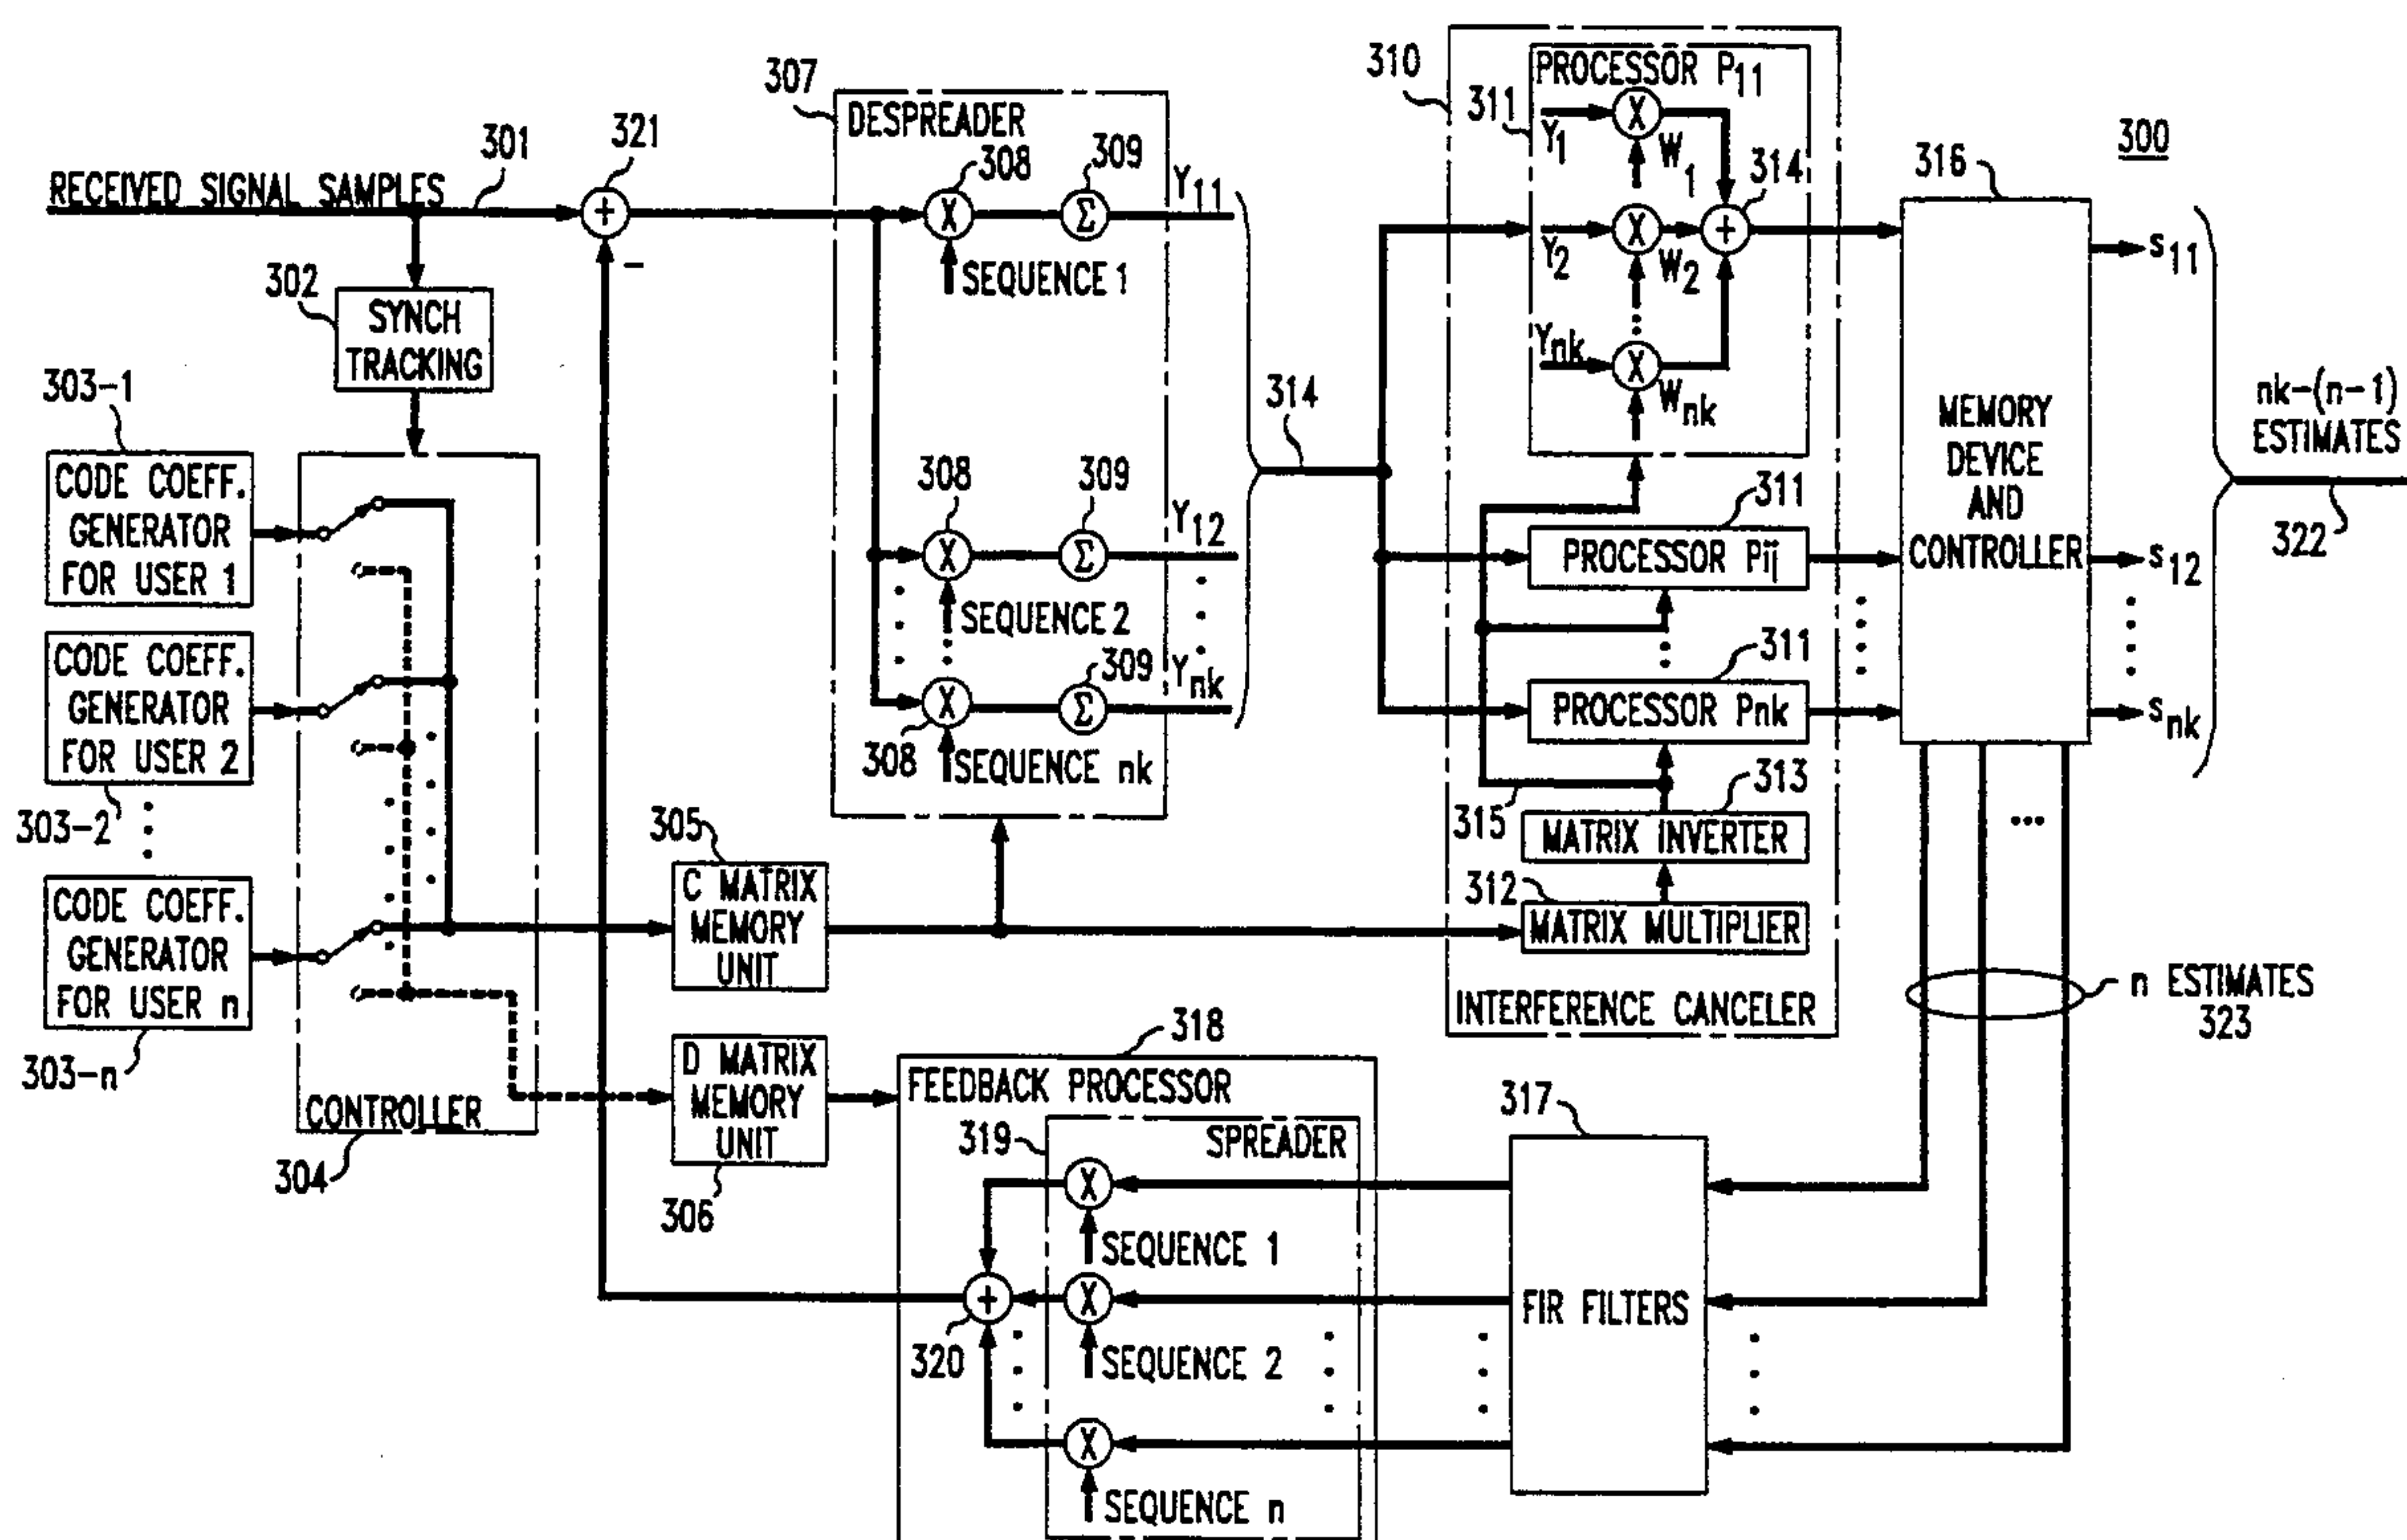 300
RECEIVED SIGNAL SAMPLES
301
321
+
-
302
SYNCH
TRACKING
303-1
CODE COEFF.
GENERATOR
FOR USER 1
CODE COEFF.
GENERATOR
FOR USER 2
303-2
CODE COEFF.
GENERATOR
FOR USER n
303-n
CONTROLLER
304
305
C MATRIX
MEMORY
UNIT
D MATRIX
MEMORY
UNIT
306
307
DESPREADER
308
309
X
Σ
Y11
SEQUENCE 1
308
309
X
Σ
Y12
SEQUENCE 2
309
X
Σ
Ynk
308
SEQUENCE nk
314
310
PROCESSOR P11
311
X
Y1
W1
314
X
+
Y2
W2
Ynk
X
Wnk
311
PROCESSOR Pij
311
PROCESSOR Pnk
313
315
MATRIX INVERTER
312
MATRIX MULTIPLIER
INTERFERENCE CANCELER
316
MEMORY
DEVICE
AND
CONTROLLER
s11
s12
snk
nk-(n-1)
ESTIMATES
322
...
n ESTIMATES
323
318
FEEDBACK PROCESSOR
319
SPREADER
X
SEQUENCE 1
+
X
320
SEQUENCE 2
X
SEQUENCE n
317
FIR FILTERS